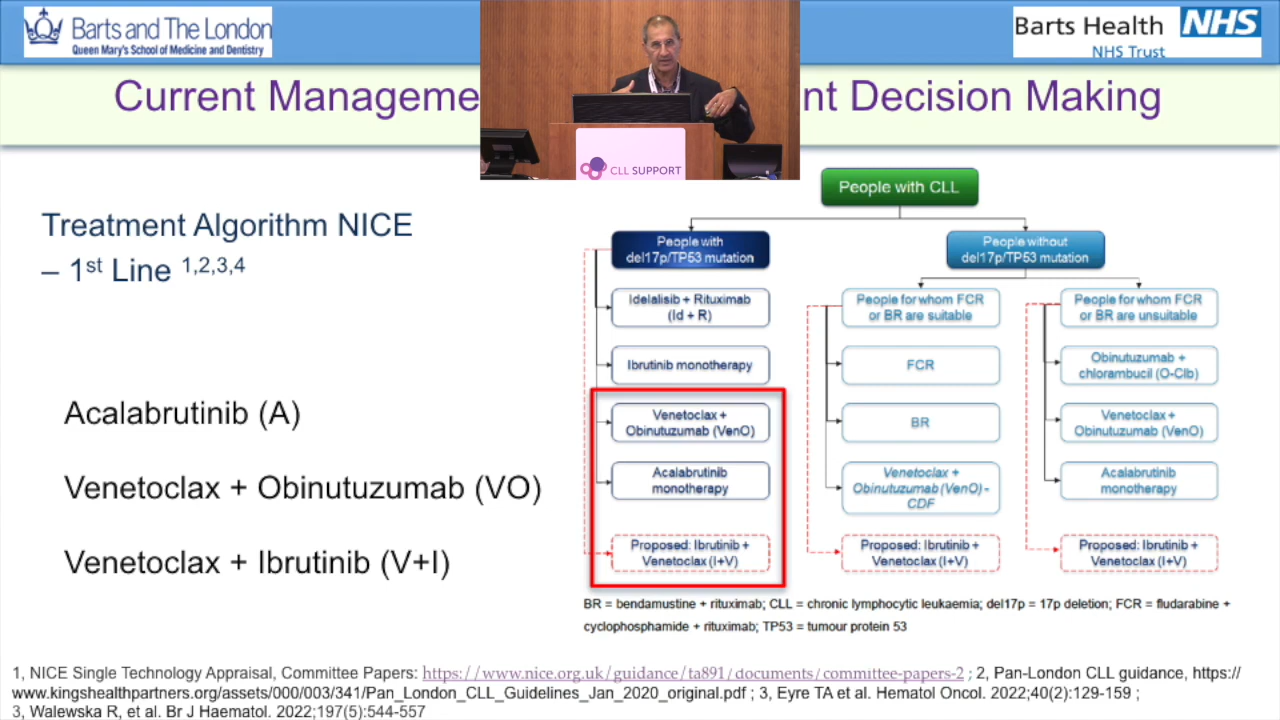 Barts and The London
Queen Mary's School of Medicine and Dentistry
Barts Health NHS
NHS Trust
Current Manageme nt Decision Making
CLL SUPPORT
Treatment Algorithm NICE
– 1st Line 1,2,3,4
Acalabrutinib (A)
Venetoclax + Obinutuzumab (VO)
Venetoclax + Ibrutinib (V+I)
People with CLL
People with
del17p/TP53 mutation
People without
del17p/TP53 mutation
Idelalisib + Rituximab
(Id + R)
Ibrutinib monotherapy
Venetoclax +
Obinutuzumab (VenO)
Acalabrutinib
monotherapy
Proposed: Ibrutinib +
Venetoclax (I+V)
People for whom FCR
or BR are suitable
FCR
BR
Venetoclax +
Obinutuzumab (VenO) -
CDF
Proposed: Ibrutinib +
Venetoclax (I+V)
People for whom FCR
or BR are unsuitable
Obinutuzumab +
chlorambucil (O-Clb)
Venetoclax +
Obinutuzumab (VenO)
Acalabrutinib
monotherapy
Proposed: Ibrutinib +
Venetoclax (I+V)
BR = bendamustine + rituximab; CLL = chronic lymphocytic leukaemia; del17p = 17p deletion; FCR = fludarabine +
cyclophosphamide + rituximab; TP53 = tumour protein 53
1, NICE Single Technology Appraisal, Committee Papers: https://www.nice.org.uk/guidance/ta891/documents/committee-papers-2 ; 2, Pan-London CLL guidance, https://
www.kingshealthpartners.org/assets/000/003/341/Pan_London_CLL_Guidelines_Jan_2020_original.pdf ; 3, Eyre TA et al. Hematol Oncol. 2022;40(2):129-159 ;
3, Walewska R, et al. Br J Haematol. 2022;197(5):544-557